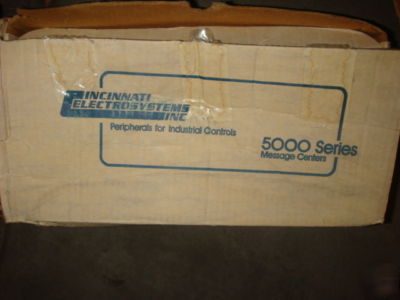 CINCINNATI
ELECTROSYSTEMS
INC
Peripherals for Industrial Controls
5000 Series
Message Centers